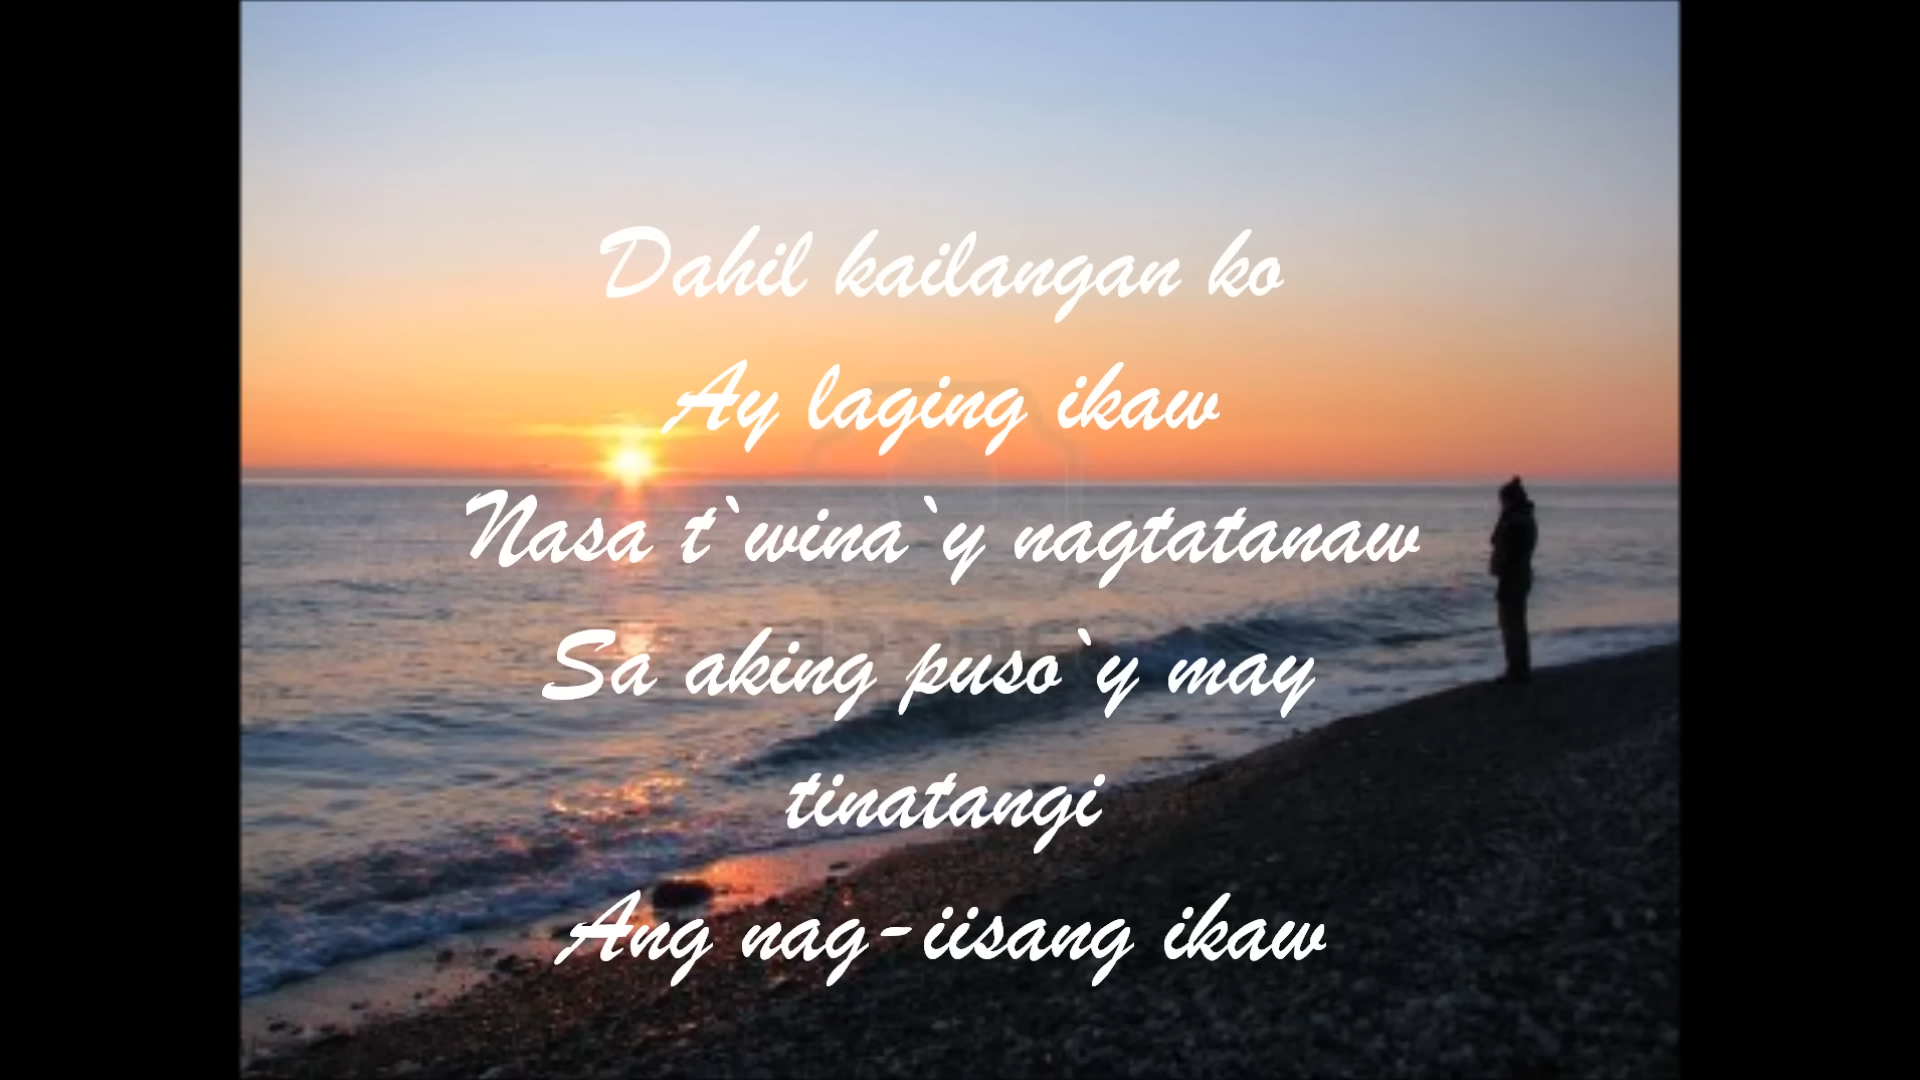 Dahil kailangan ko
Ay laging ikaw
Nasa t`wina`y nagtatanaw
Sa aking puso`y may
tinatangi
Ang nag-iisang ikaw